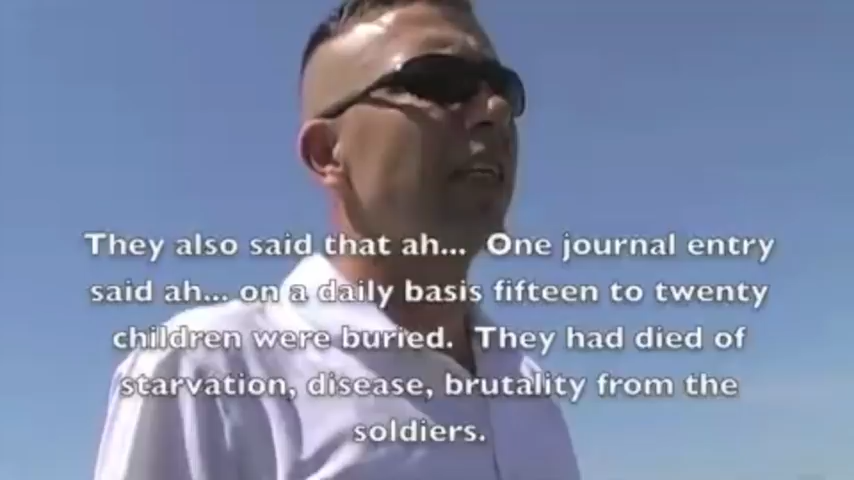 They also said that ah... One journal entry
said ah... on a daily basis fifteen to twenty
children were buried. They had died of
starvation, disease, brutality from the
soldiers.